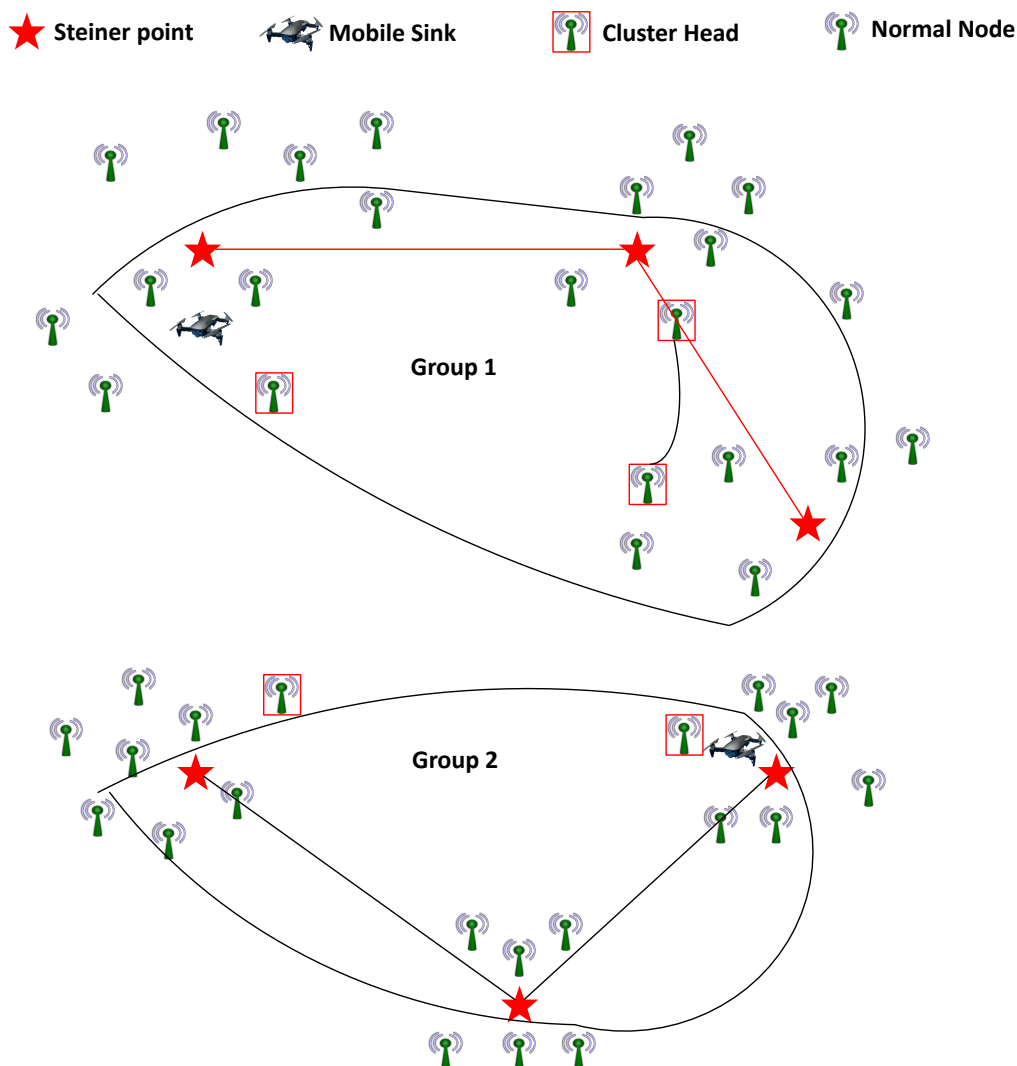 Steiner point
Mobile Sink
Cluster Head
Normal Node
Group 1
Group 2